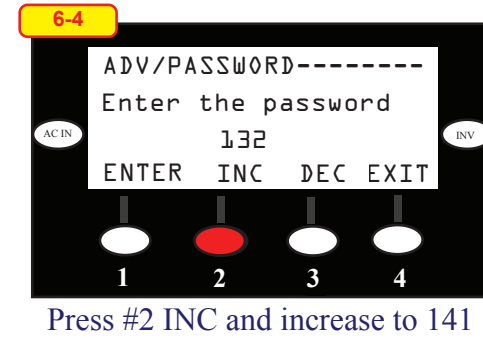 6-4
ADV/PASSWORD--------
Enter the password
132
ENTER INC DEC EXIT
AC IN
INV
1 2 3 4
Press #2 INC and increase to 141